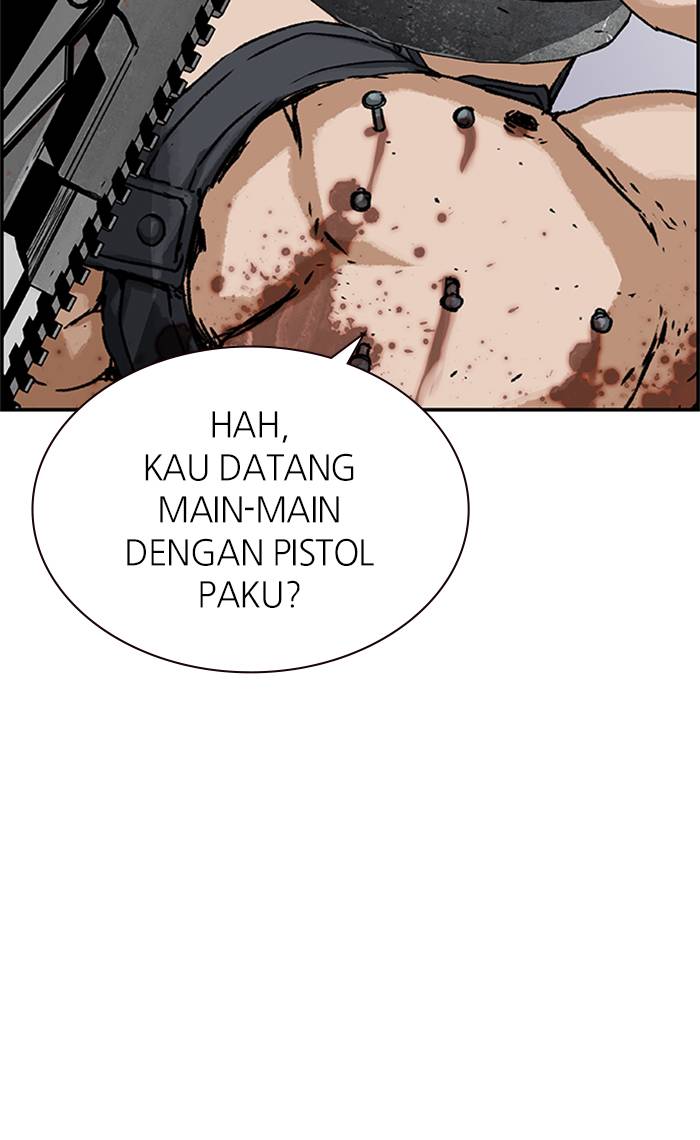 HAH,
KAU DATANG
MAIN-MAIN
DENGAN PISTOL
PAKU?